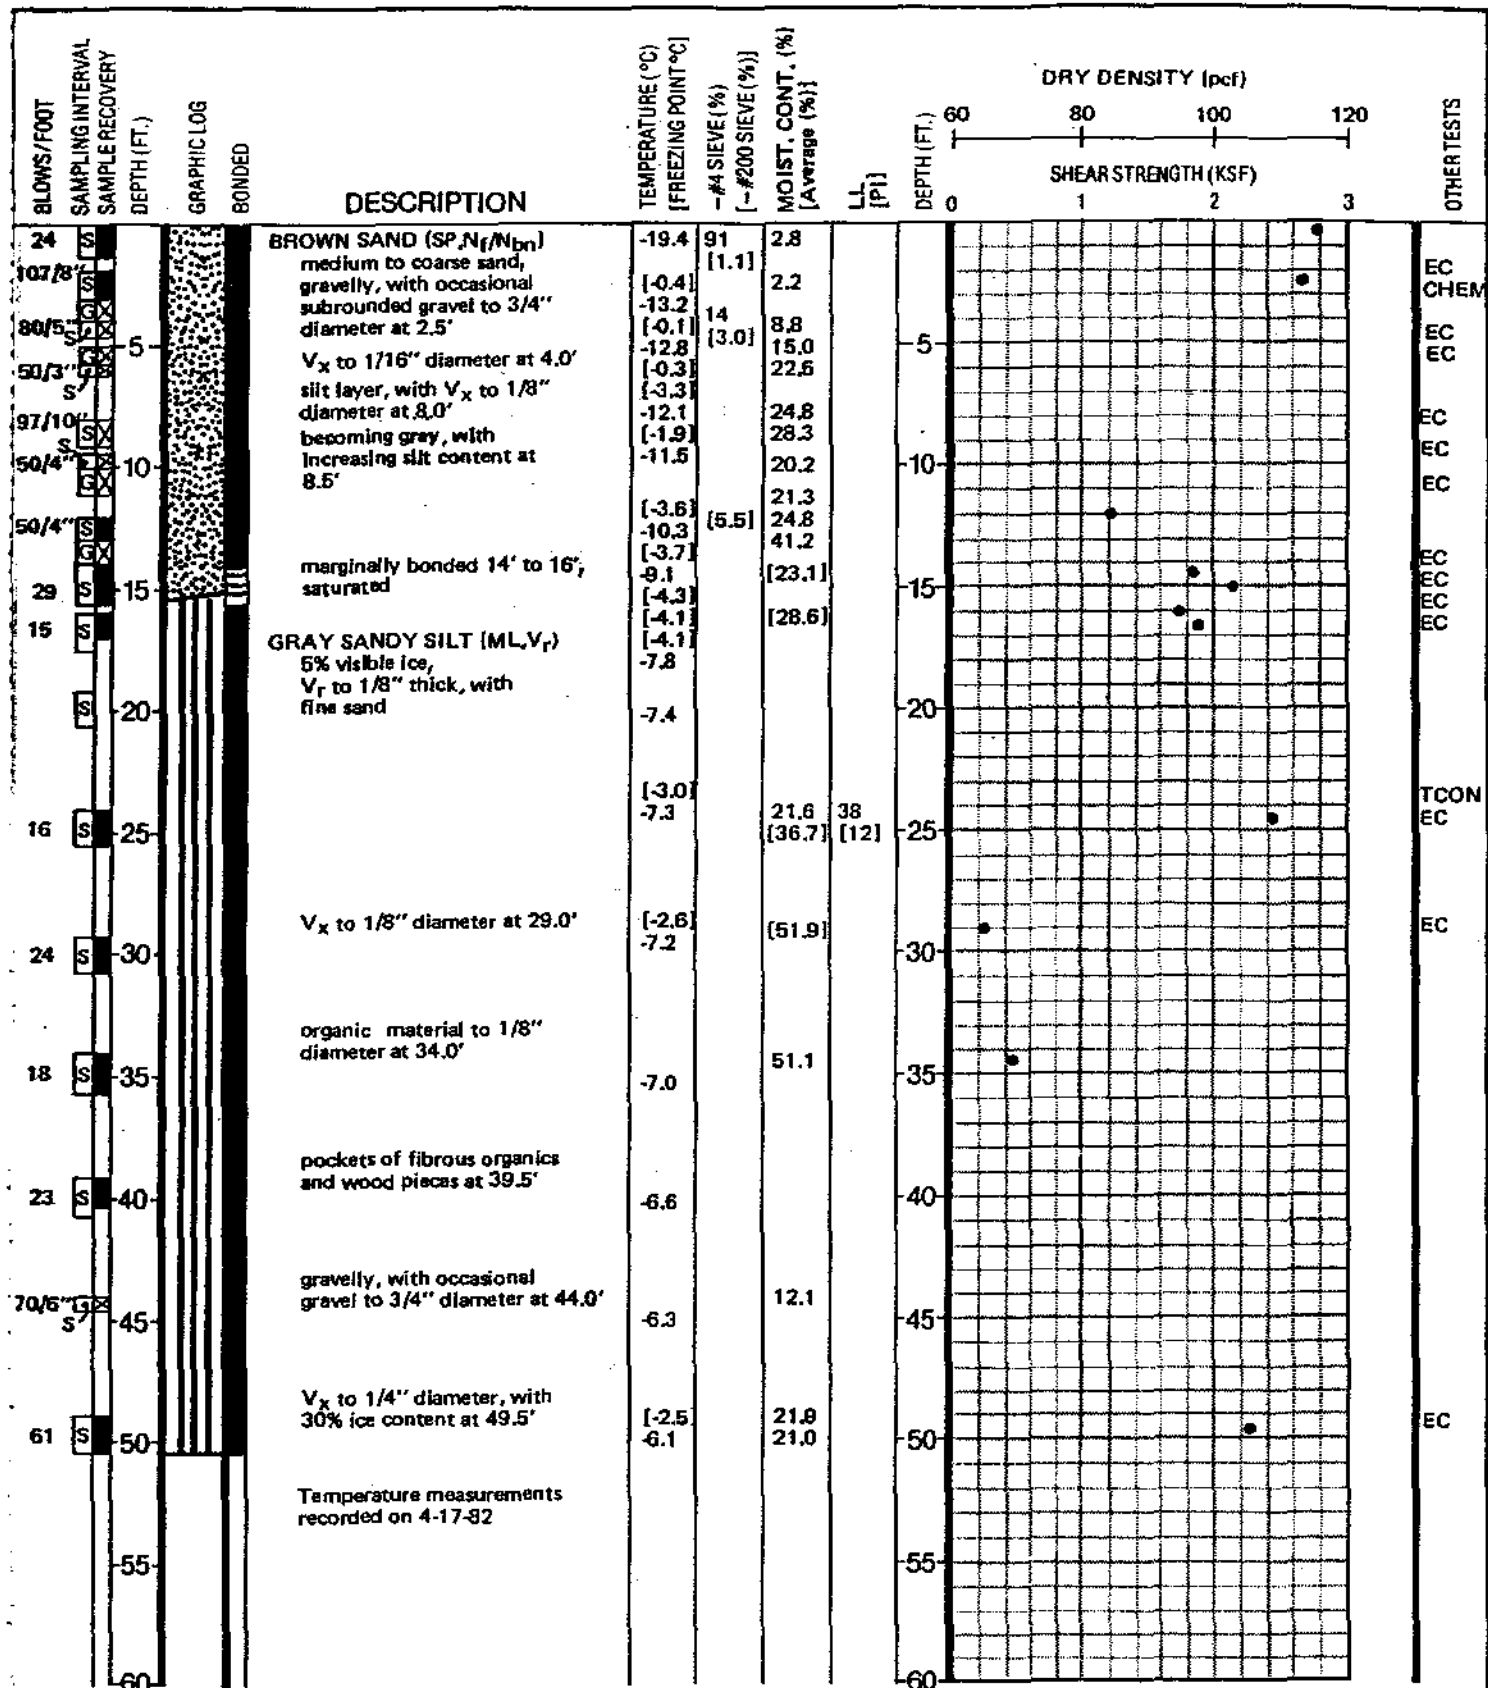 BLOWS/FOOT
SAMPLING INTERVAL
SAMPLE RECOVERY
DEPTH (FT.)
GRAPHIC LOG
BONDED
DESCRIPTION
TEMPERATURE (°C)
[FREEZING POINT °C]
-#4 SIEVE (%)
[-#200 SIEVE (%)]
MOIST. CONT. (%)
[Average (%)]
LL
[PI]
DEPTH (FT.)
DRY DENSITY (pcf)
60 80 100 120
SHEAR STRENGTH (KSF)
0 1 2 3
OTHER TESTS
24 S BROWN SAND (SP,Nf/Nbn) -19.4 91 2.8
medium to coarse sand, [1.1] EC
107/8" S gravelly, with occasional [-0.4] 2.2 CHEM
G subrounded gravel to 3/4" -13.2 14
80/5" S G diameter at 2.5' [-0.1] [3.0] 8.8 EC
5 -12.8 15.0 5 EC
50/3" S G Vx to 1/16" diameter at 4.0' [-0.3] 22.6
silt layer, with Vx to 1/8" [-3.3]
97/10" S diameter at 8.0' -12.1 24.8 EC
S becoming gray, with [-1.9] 28.3 EC
50/4" G 10 increasing silt content at -11.5 20.2 10
G 8.5' 21.3 EC
[-3.6]
50/4" S -10.3 [5.5] 24.8
G [-3.7] 41.2 EC
marginally bonded 14' to 16', -9.1 [23.1] EC
29 S 15 saturated [-4.3] 15 EC
15 S [-4.1] [28.6] EC
GRAY SANDY SILT (ML,Vr) [-4.1]
5% visible ice, -7.8
Vr to 1/8" thick, with
S 20 fine sand -7.4 20
[-3.0] TCON
16 S 25 -7.3 21.6 38 25 EC
[36.7] [12]
Vx to 1/8" diameter at 29.0' [-2.6] [51.9] EC
24 S 30 -7.2 30
organic material to 1/8"
diameter at 34.0'
18 S 35 -7.0 51.1 35
pockets of fibrous organics
23 S 40 and wood pieces at 39.5' -6.6 40
gravelly, with occasional
70/6" G gravel to 3/4" diameter at 44.0' 12.1
S 45 -6.3 45
Vx to 1/4" diameter, with
30% ice content at 49.5' [-2.5] 21.8 EC
61 S 50 -6.1 21.0 50
Temperature measurements
recorded on 4-17-82
55 55
60 60